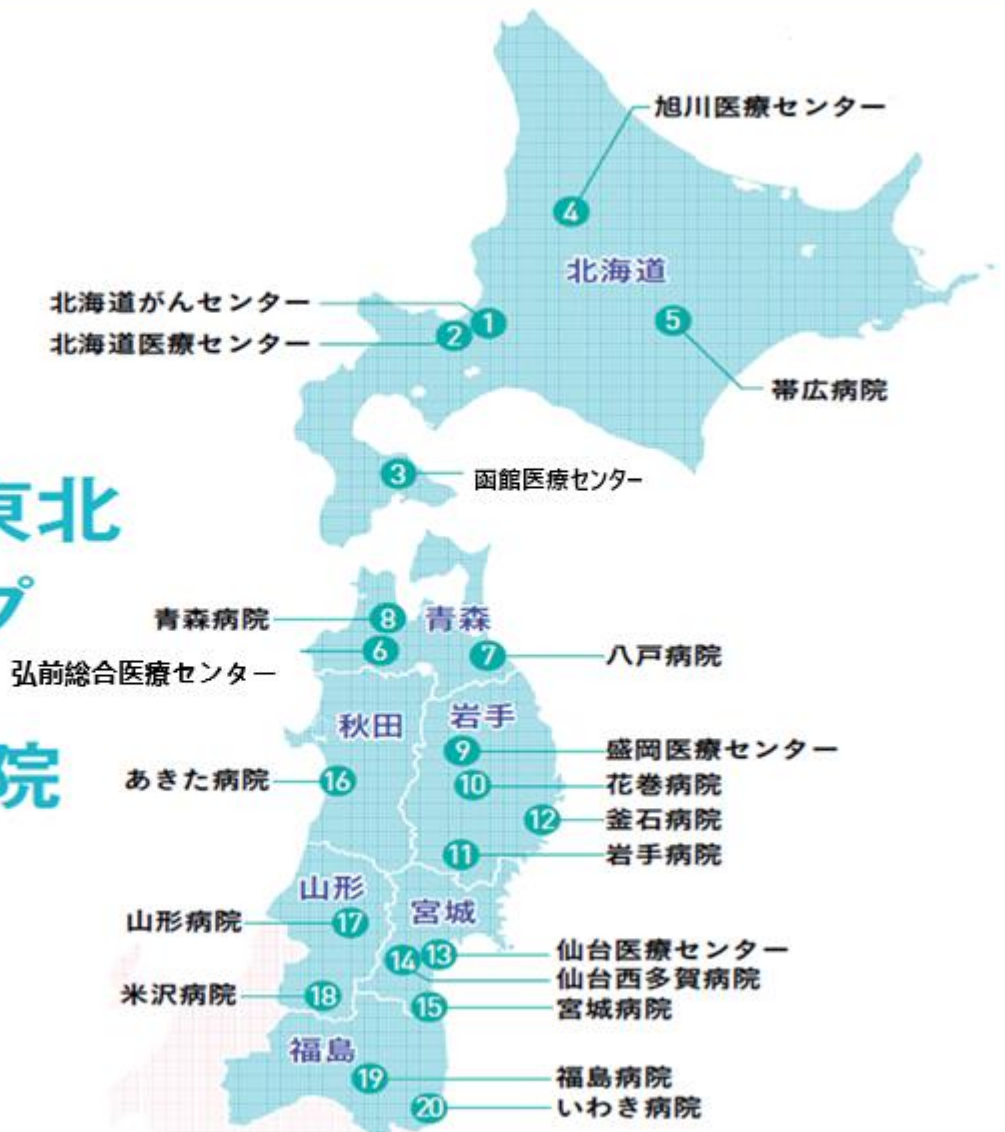 旭川医療センター
4
北海道
北海道がんセンター
1
北海道医療センター
2
5
帯広病院
3
函館医療センター
東北
プ
院
青森病院
8
青森
弘前総合医療センター
6
7
八戸病院
秋田
岩手
9
盛岡医療センター
あきた病院
16
10
花巻病院
12
釜石病院
11
岩手病院
山形
宮城
山形病院
17
13
仙台医療センター
14
仙台西多賀病院
米沢病院
18
15
宮城病院
福島
19
福島病院
20
いわき病院